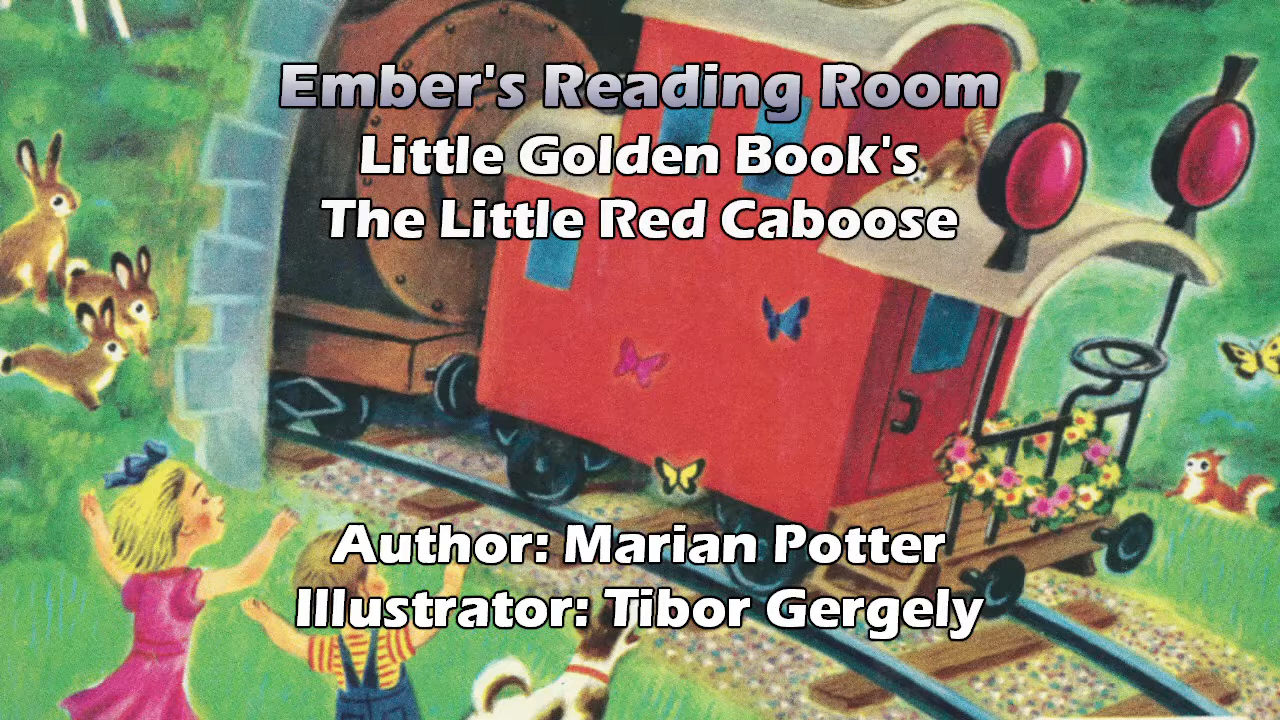 Ember's Reading Room
Little Golden Book's
The Little Red Caboose
Author: Marian Potter
Illustrator: Tibor Gergely